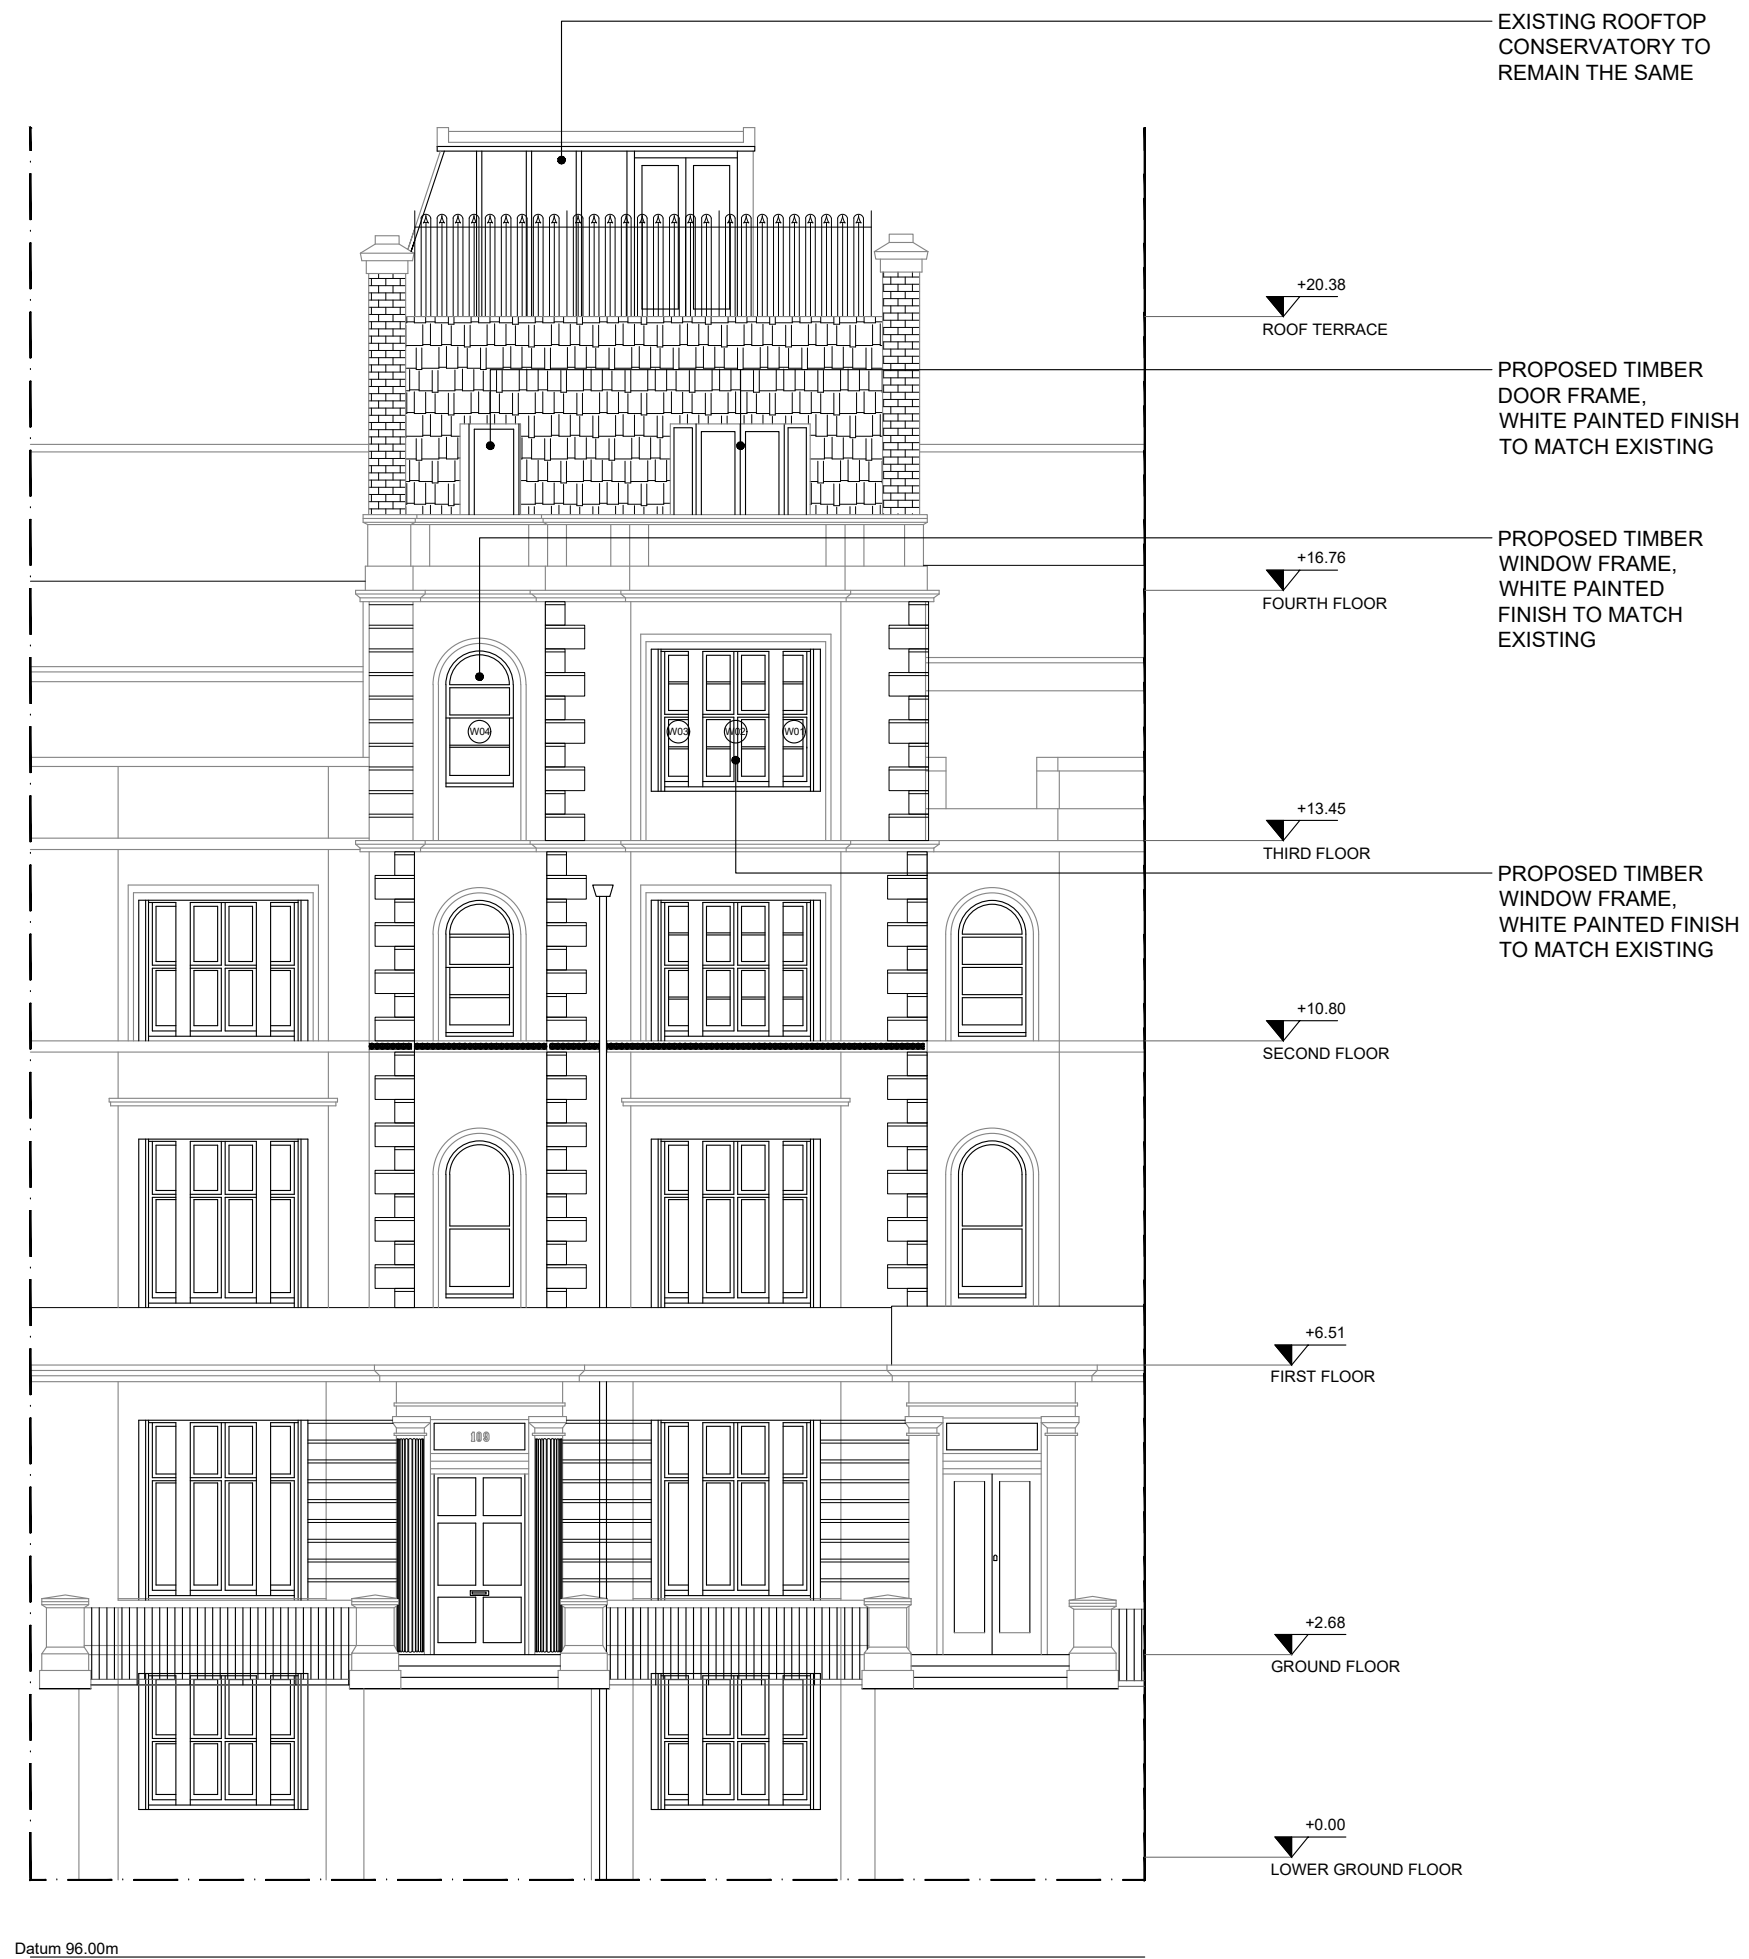 EXISTING ROOFTOP
CONSERVATORY TO
REMAIN THE SAME
+20.38
ROOF TERRACE
PROPOSED TIMBER
DOOR FRAME,
WHITE PAINTED FINISH
TO MATCH EXISTING
PROPOSED TIMBER
WINDOW FRAME,
WHITE PAINTED
FINISH TO MATCH
EXISTING
+16.76
FOURTH FLOOR
W04
W03
W02
W01
+13.45
THIRD FLOOR
PROPOSED TIMBER
WINDOW FRAME,
WHITE PAINTED FINISH
TO MATCH EXISTING
+10.80
SECOND FLOOR
+6.51
FIRST FLOOR
109
+2.68
GROUND FLOOR
+0.00
LOWER GROUND FLOOR
Datum 96.00m